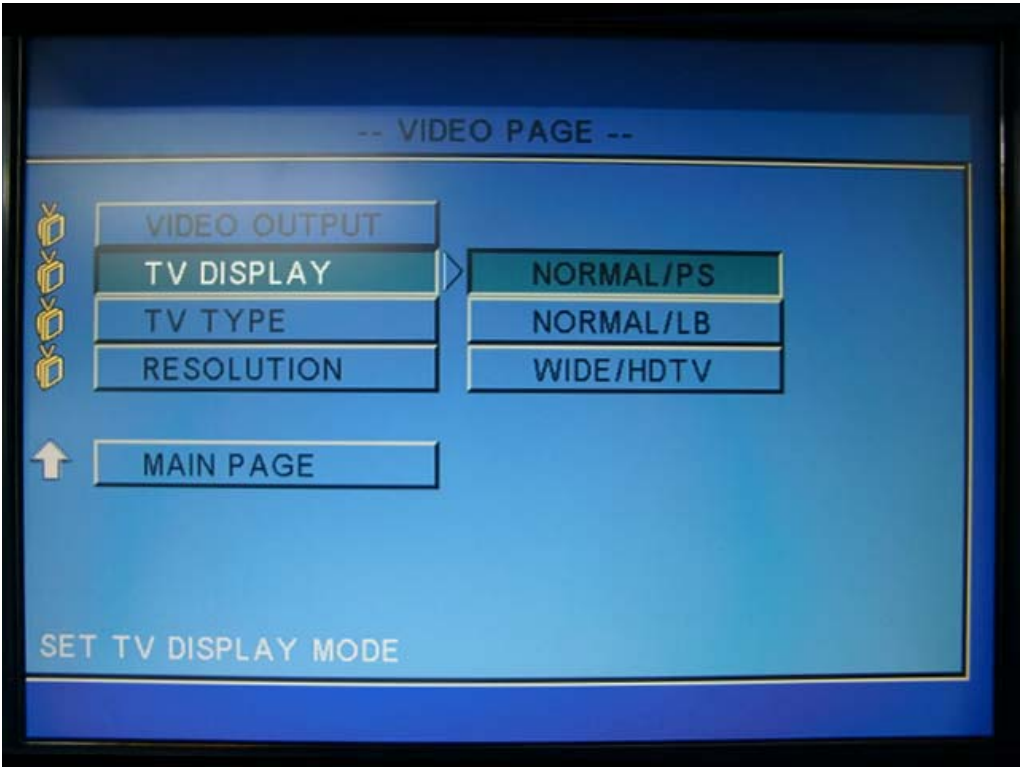 -- VIDEO PAGE --
VIDEO OUTPUT
TV DISPLAY NORMAL/PS
TV TYPE NORMAL/LB
RESOLUTION WIDE/HDTV
MAIN PAGE
SET TV DISPLAY MODE